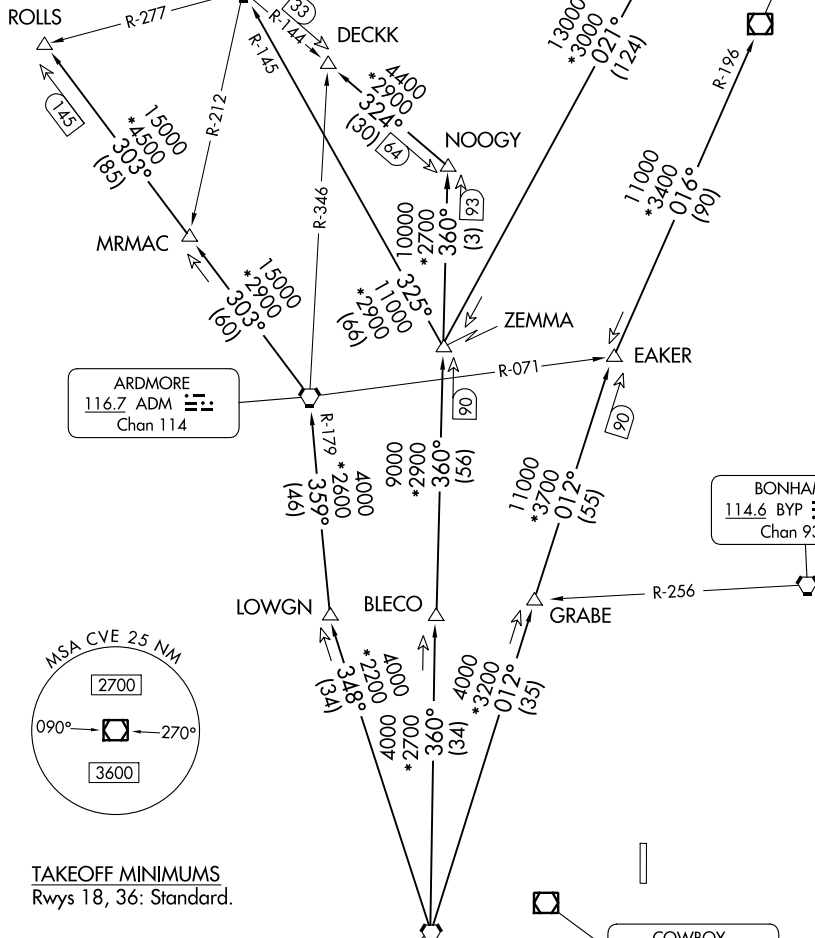 ROLLS
R-277
33
R-144
DECKK
R-145
13000
*3000
021°
(124)
R-196
145
15000
*4500
303°
(85)
R-212
4400
*2900
324°
(30)
64
NOOGY
93
R-346
10000
*2700
360°
(3)
11000
*3400
016°
(90)
MRMAC
15000
*2900
303°
(60)
325°
11000
*2900
(66)
ZEMMA
EAKER
R-071
ARDMORE
116.7 ADM
Chan 114
90
90
R-179
4000
*2600
359°
(46)
9000
*2900
360°
(56)
11000
*3700
012°
(55)
BONHAM
114.6 BYP
Chan 93
R-256
LOWGN
BLECO
GRABE
4000
*2200
348°
(34)
4000
*2700
360°
(34)
4000
*3200
012°
(35)
MSA CVE 25 NM
2700
090°
270°
3600
TAKEOFF MINIMUMS
Rwys 18, 36: Standard.
COWBOY